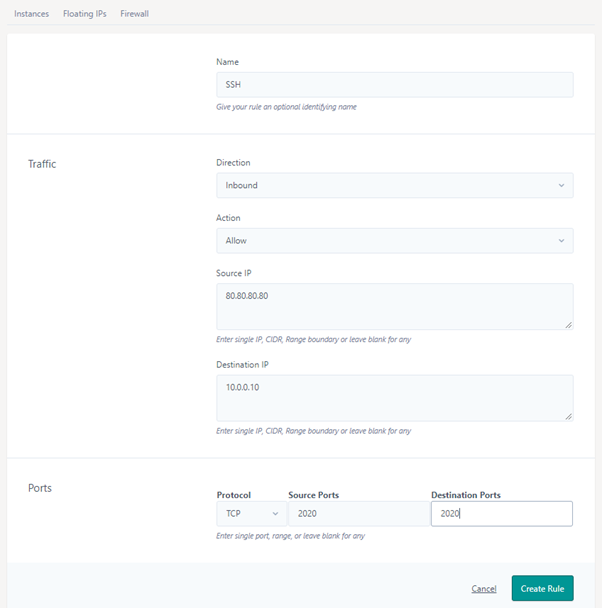 Instances Floating IPs Firewall
Name
SSH
Give your rule an optional identifying name
Traffic
Direction
Inbound
Action
Allow
Source IP
80.80.80.80
Enter single IP, CIDR, Range boundary or leave blank for any
Destination IP
10.0.0.10
Enter single IP, CIDR, Range boundary or leave blank for any
Ports
Protocol Source Ports Destination Ports
TCP 2020 2020
Enter single port, range, or leave blank for any
Cancel Create Rule